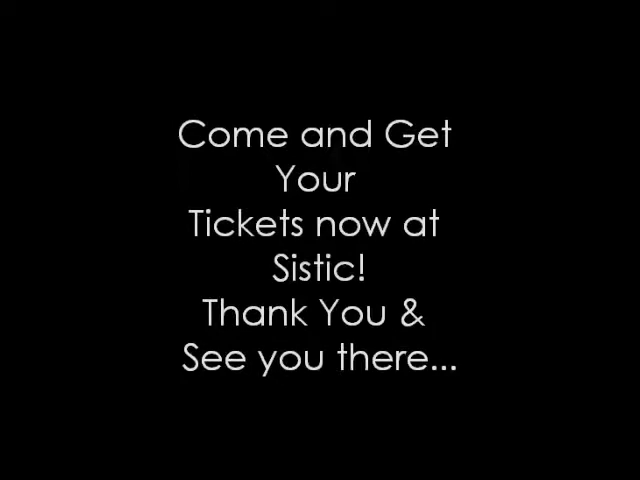 Come and Get
Your
Tickets now at
Sistic!
Thank You &
See you there...